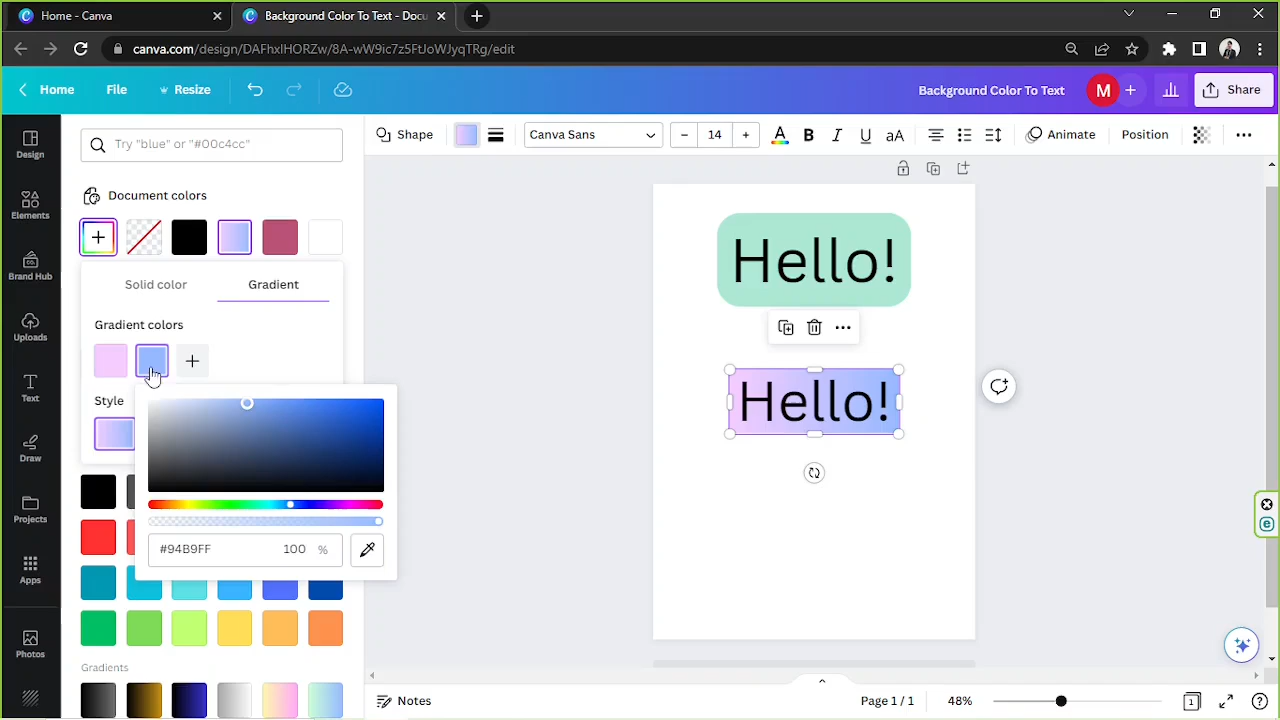 Home - Canva
Background Color To Text - Docu
canva.com/design/DAFhxIHORZw/8A-wW9ic7z5FtJoWJyqTRg/edit
Home
File
Resize
Background Color To Text
M
Share
Design
Elements
Brand Hub
Uploads
Text
Draw
Projects
Apps
Photos
Try "blue" or "#00c4cc"
Document colors
Solid color
Gradient
Gradient colors
Style
#94B9FF
100 %
Gradients
Shape
Canva Sans
14
A
B
I
U
aA
Animate
Position
Hello!
Hello!
Notes
Page 1 / 1
48%
1